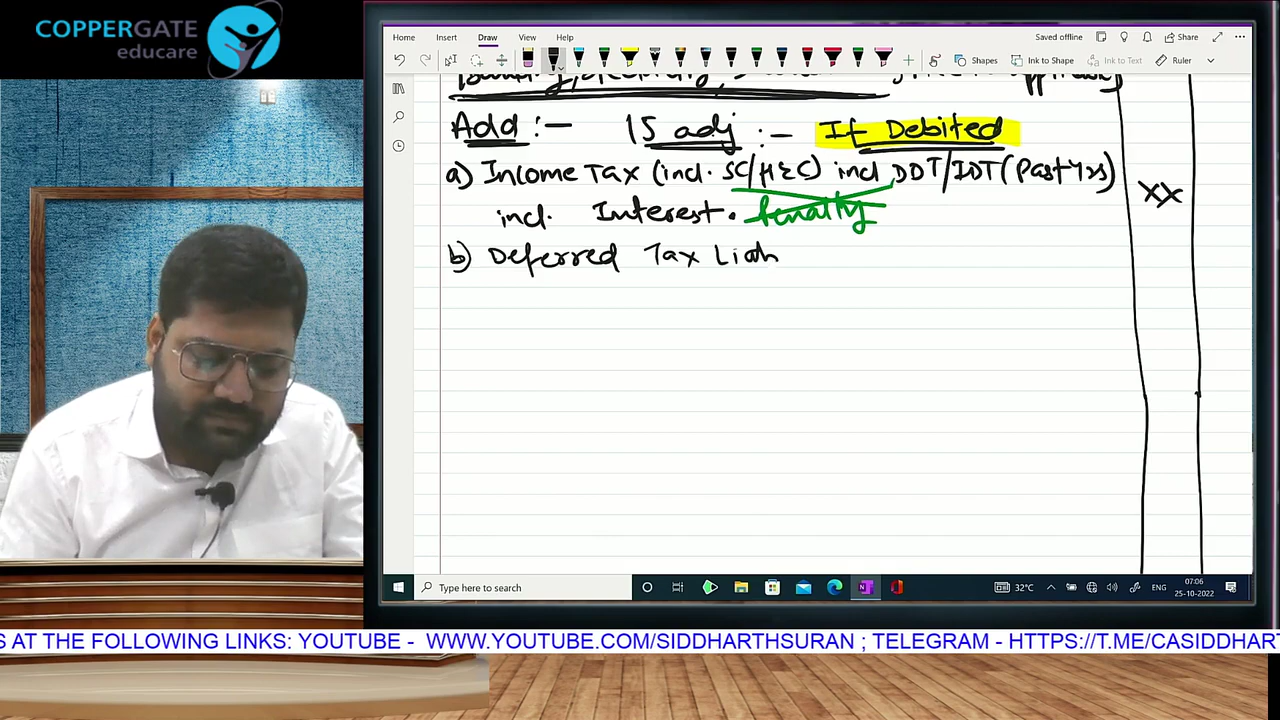 COPPERGATE
educare
Home Insert Draw View Help
Saved offline
Share
Shapes
Ink to Shape
Ink to Text
Ruler
Add :- 15 adj :- If Debited
a) Income Tax (incl. SC/H&EC) incl DDT/IDT (Past Yrs)
incl. Interest. Penalty
XX
b) Deferred Tax Liab
Type here to search
32°C
ENG
07:06
25-10-2022
S AT THE FOLLOWING LINKS: YOUTUBE - WWW.YOUTUBE.COM/SIDDHARTHSURAN ; TELEGRAM - HTTPS://T.ME/CASIDDHART